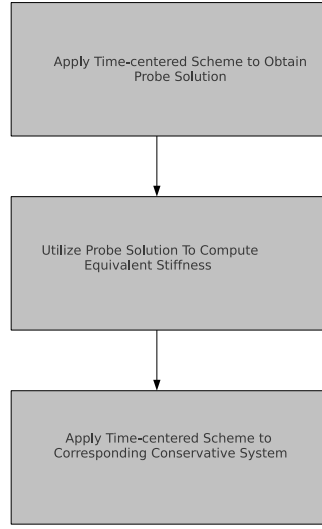 Apply Time-centered Scheme to Obtain
Probe Solution
Utilize Probe Solution To Compute
Equivalent Stiffness
Apply Time-centered Scheme to
Corresponding Conservative System